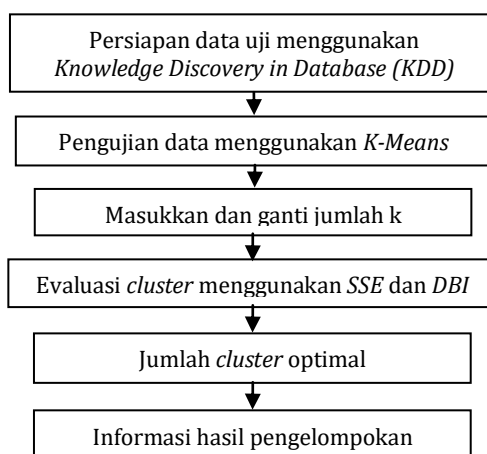 Persiapan data uji menggunakan
Knowledge Discovery in Database (KDD)
Pengujian data menggunakan K-Means
Masukkan dan ganti jumlah k
Evaluasi cluster menggunakan SSE dan DBI
Jumlah cluster optimal
Informasi hasil pengelompokan